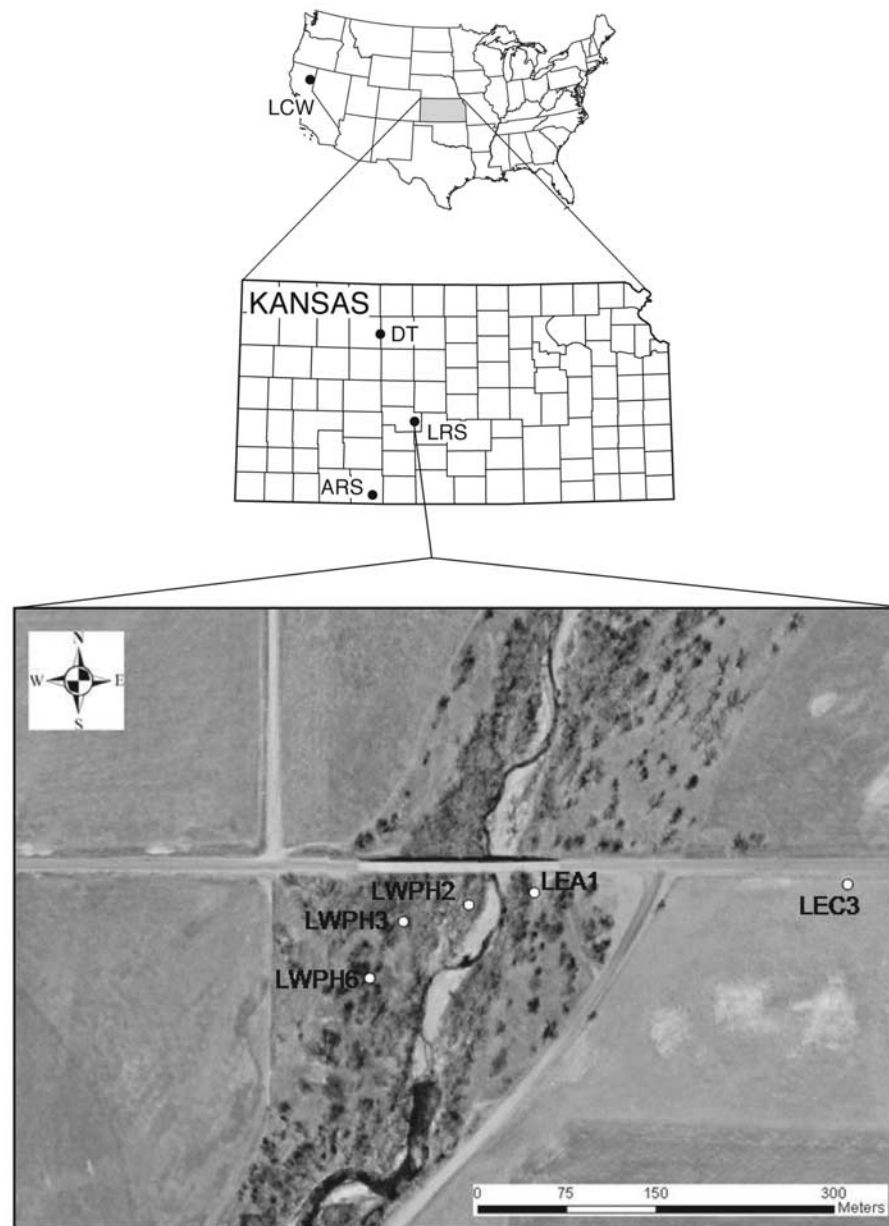 LCW
KANSAS
DT
LRS
ARS
N
W E
S
LEA1
LWPH2
LEC3
LWPH3
LWPH6
0 75 150 300
Meters